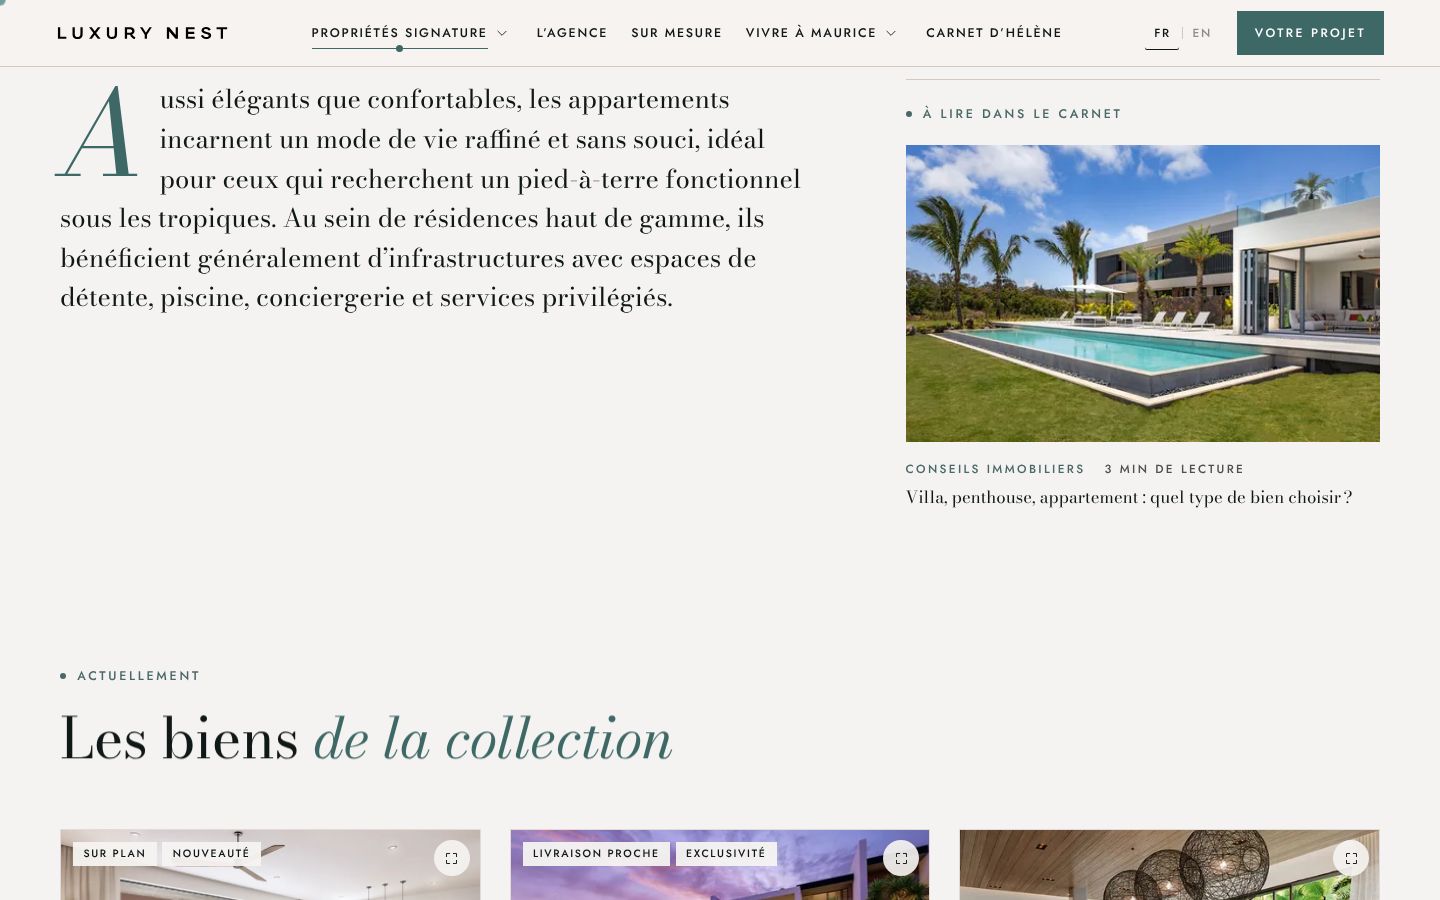 LUXURY NEST
PROPRIÉTÉS SIGNATURE
L’AGENCE
SUR MESURE
VIVRE À MAURICE
CARNET D’HÉLÈNE
FR
EN
VOTRE PROJET
Aussi élégants que confortables, les appartements
incarnent un mode de vie raffiné et sans souci, idéal
pour ceux qui recherchent un pied-à-terre fonctionnel
sous les tropiques. Au sein de résidences haut de gamme, ils
bénéficient généralement d’infrastructures avec espaces de
détente, piscine, conciergerie et services privilégiés.
À LIRE DANS LE CARNET
CONSEILS IMMOBILIERS 3 MIN DE LECTURE
Villa, penthouse, appartement : quel type de bien choisir ?
ACTUELLEMENT
Les biens de la collection
SUR PLAN
NOUVEAUTÉ
LIVRAISON PROCHE
EXCLUSIVITÉ